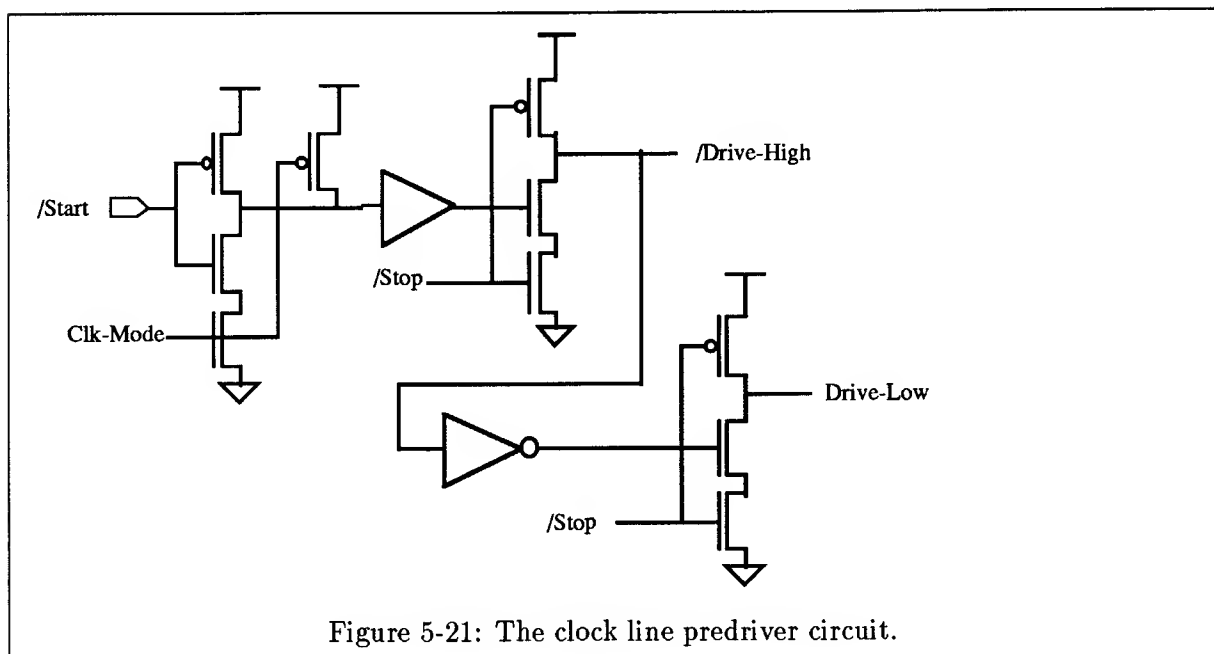 /Drive-High
/Start
/Stop
Clk-Mode
Drive-Low
/Stop
Figure 5-21: The clock line predriver circuit.